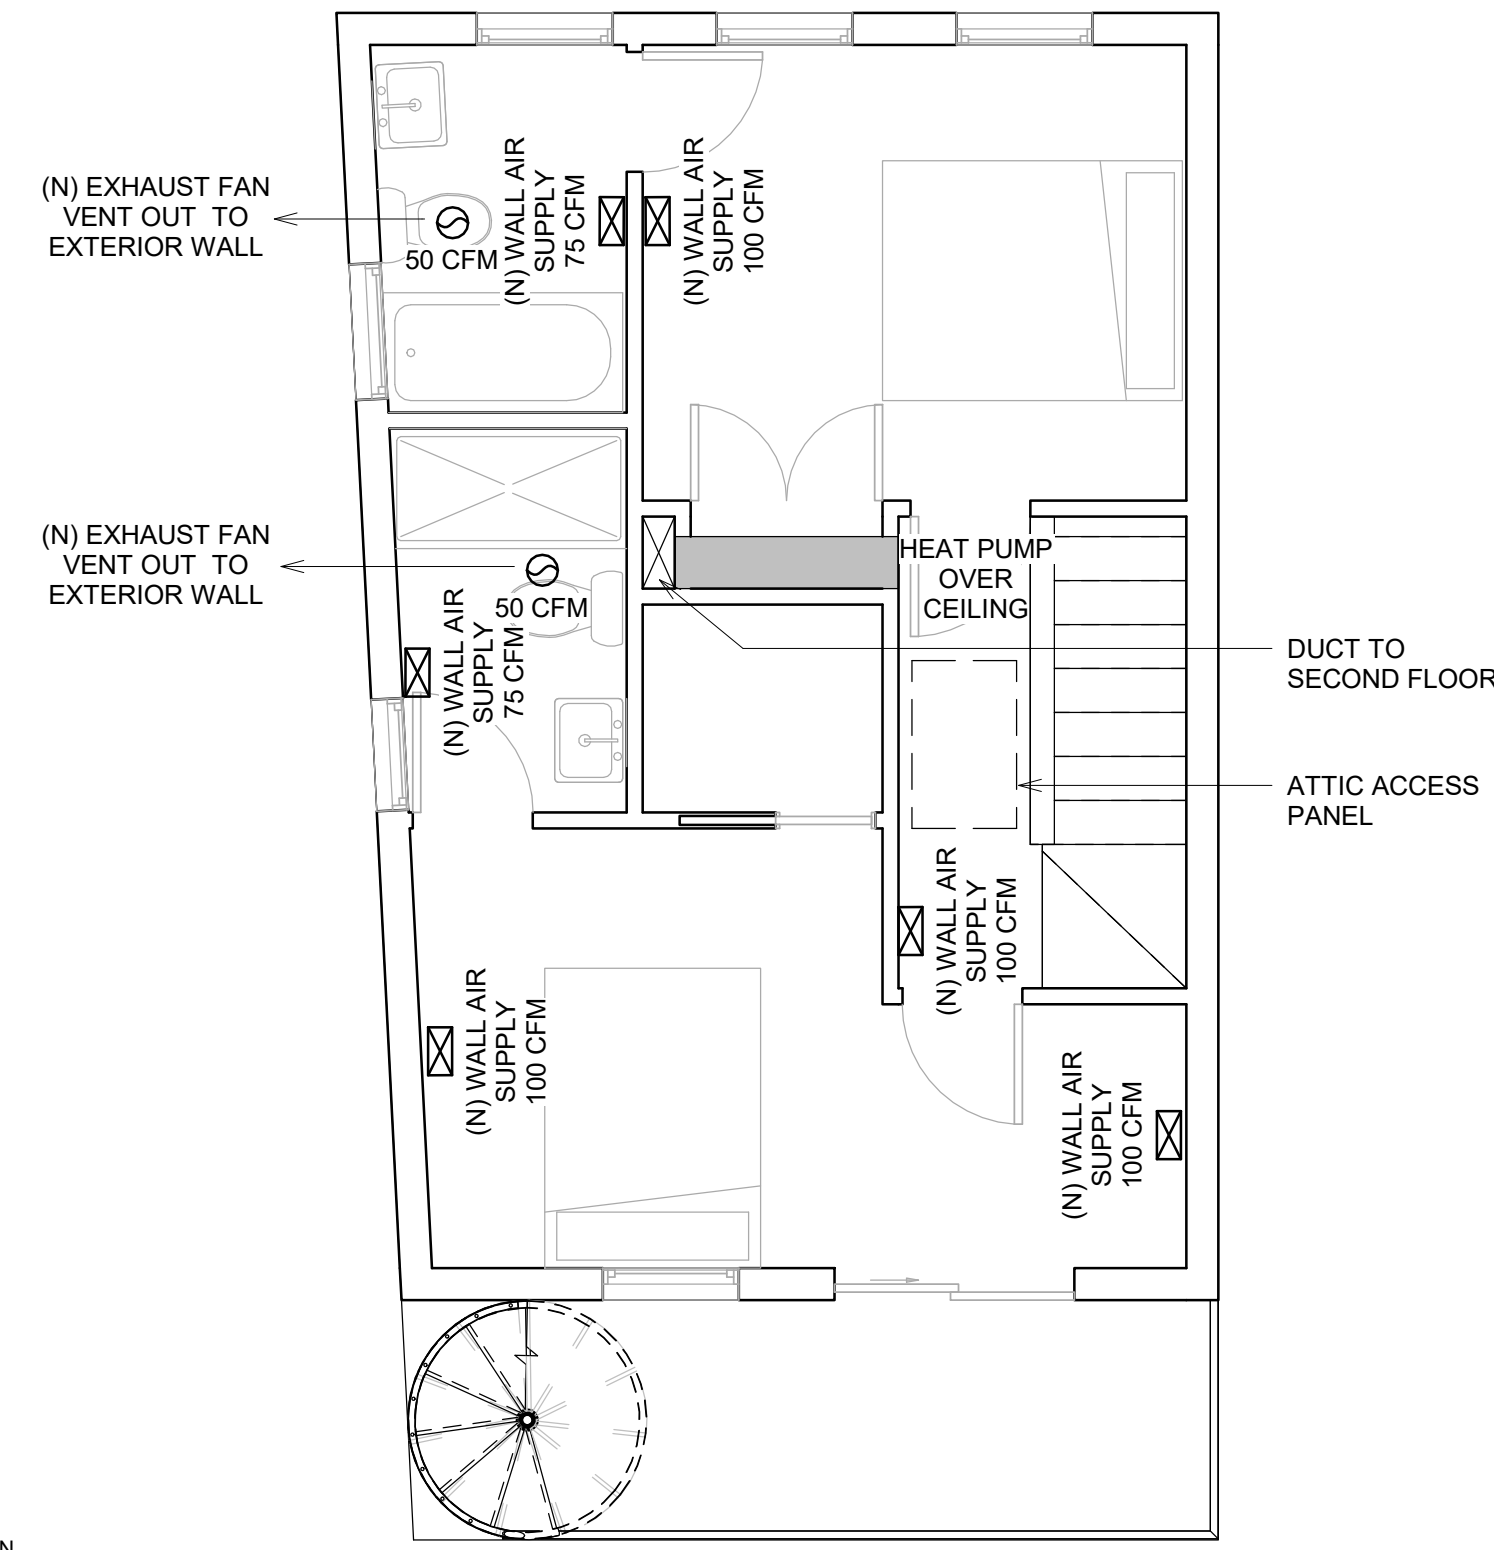 (N) EXHAUST FAN
VENT OUT TO
EXTERIOR WALL
50 CFM
(N) WALL AIR
SUPPLY
75 CFM
(N) WALL AIR
SUPPLY
100 CFM
(N) EXHAUST FAN
VENT OUT TO
EXTERIOR WALL
50 CFM
(N) WALL AIR
SUPPLY
75 CFM
HEAT PUMP
OVER
CEILING
DUCT TO
SECOND FLOOR
ATTIC ACCESS
PANEL
(N) WALL AIR
SUPPLY
100 CFM
(N) WALL AIR
SUPPLY
100 CFM
(N) WALL AIR
SUPPLY
100 CFM
N